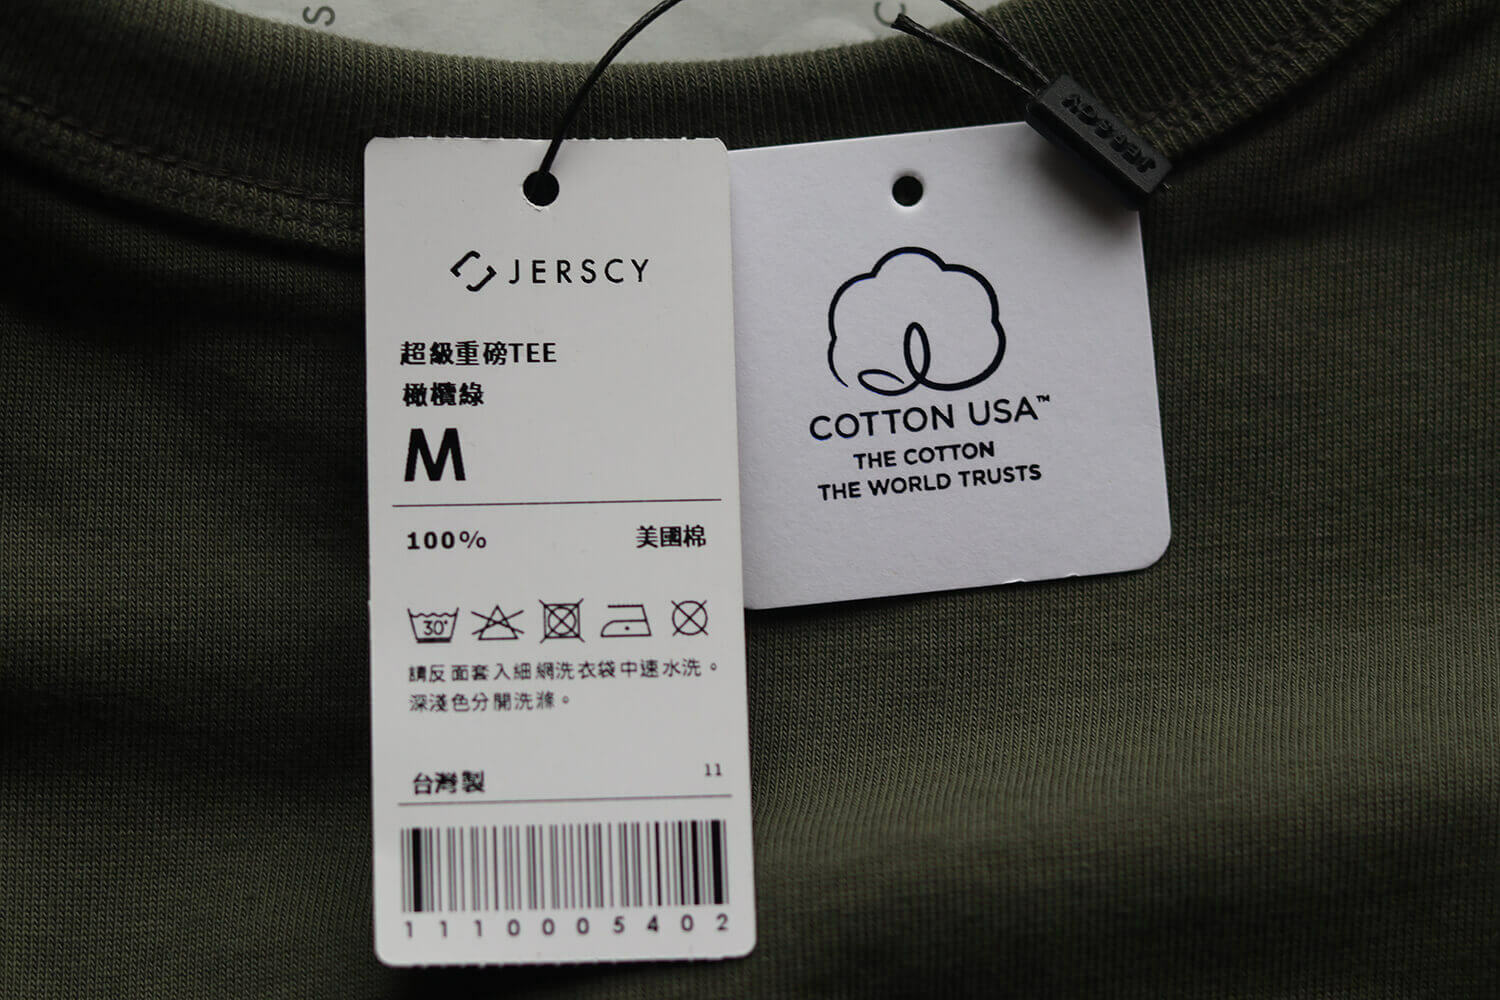 S
C
JERSCY
JERSCY
超級重磅TEE
橄欖綠
M
100% 美國棉
30°
請反面套入細網洗衣袋中速水洗。
深淺色分開洗滌。
台灣製 11
1110005402
COTTON USA™
THE COTTON
THE WORLD TRUSTS